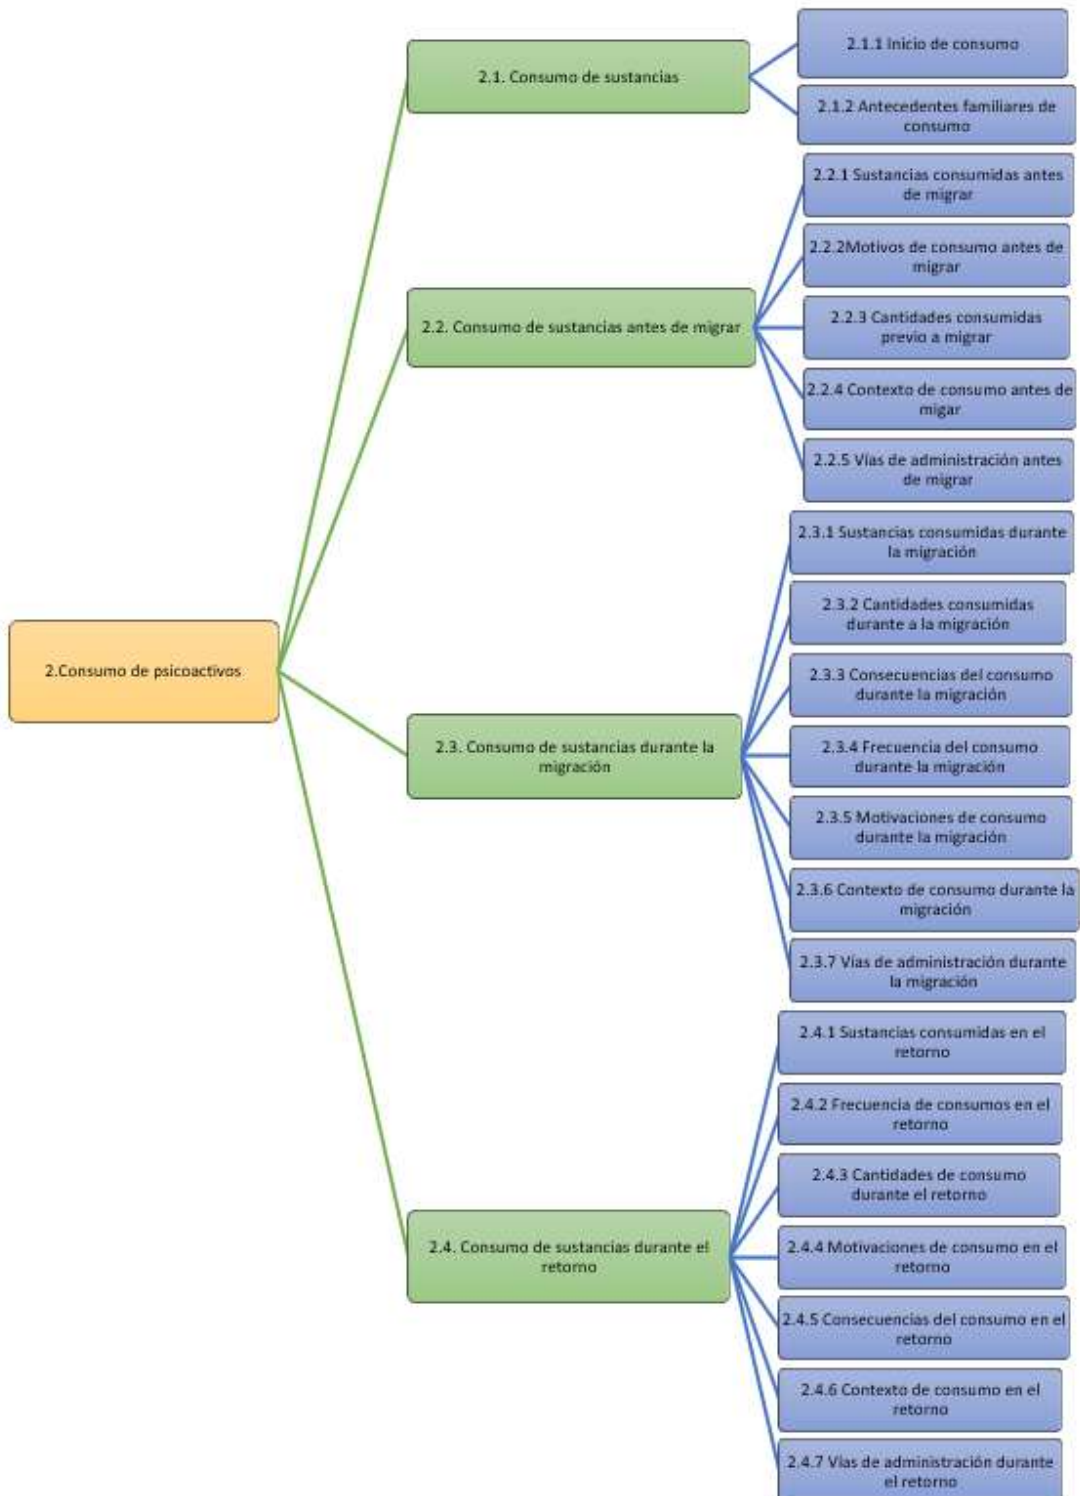 2.Consumo de psicoactivos
2.1. Consumo de sustancias
2.1.1 Inicio de consumo
2.1.2 Antecedentes familiares de
consumo
2.2. Consumo de sustancias antes de migrar
2.2.1 Sustancias consumidas antes
de migrar
2.2.2Motivos de consumo antes de
migrar
2.2.3 Cantidades consumidas
previo a migrar
2.2.4 Contexto de consumo antes de
migar
2.2.5 Vías de administración antes
de migrar
2.3. Consumo de sustancias durante la
migración
2.3.1 Sustancias consumidas durante
la migración
2.3.2 Cantidades consumidas
durante a la migración
2.3.3 Consecuencias del consumo
durante la migración
2.3.4 Frecuencia del consumo
durante la migración
2.3.5 Motivaciones de consumo
durante la migración
2.3.6 Contexto de consumo durante la
migración
2.3.7 Vías de administración durante
la migración
2.4. Consumo de sustancias durante el
retorno
2.4.1 Sustancias consumidas en el
retorno
2.4.2 Frecuencia de consumos en el
retorno
2.4.3 Cantidades de consumo
durante el retorno
2.4.4 Motivaciones de consumo en el
retorno
2.4.5 Consecuencias del consumo en el
retorno
2.4.6 Contexto de consumo en el
retorno
2.4.7 Vías de administración durante
el retorno